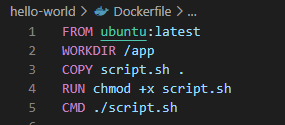 hello-world > Dockerfile > ...
1 FROM ubuntu:latest
2 WORKDIR /app
3 COPY script.sh .
4 RUN chmod +x script.sh
5 CMD ./script.sh